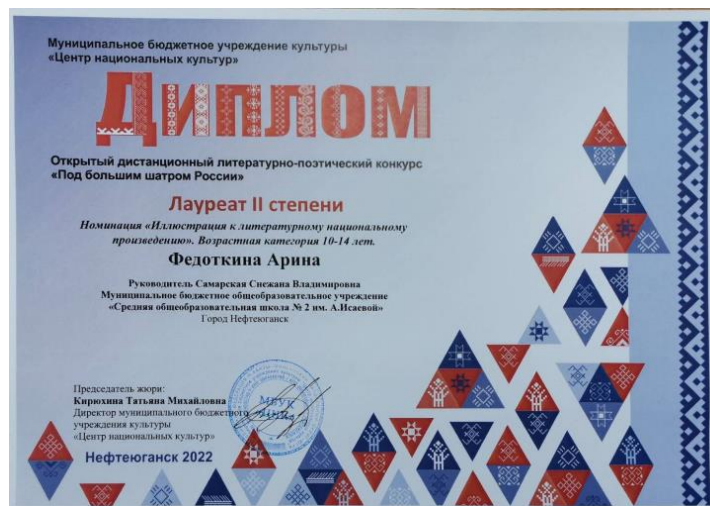 Муниципальное бюджетное учреждение культуры
«Центр национальных культур»
ДИПЛОМ
Открытый дистанционный литературно-поэтический конкурс
«Под большим шатром России»
Лауреат II степени
Номинация «Иллюстрация к литературному национальному
произведению». Возрастная категория 10-14 лет.
Федоткина Арина
Руководитель Самарская Снежана Владимировна
Муниципальное бюджетное общеобразовательное учреждение
«Средняя общеобразовательная школа № 2 им. А.Исаевой»
Город Нефтеюганск
Председатель жюри:
Кирюхина Татьяна Михайловна
Директор муниципального бюджетного
учреждения культуры
«Центр национальных культур»
МБУК
Нефтеюганск 2022